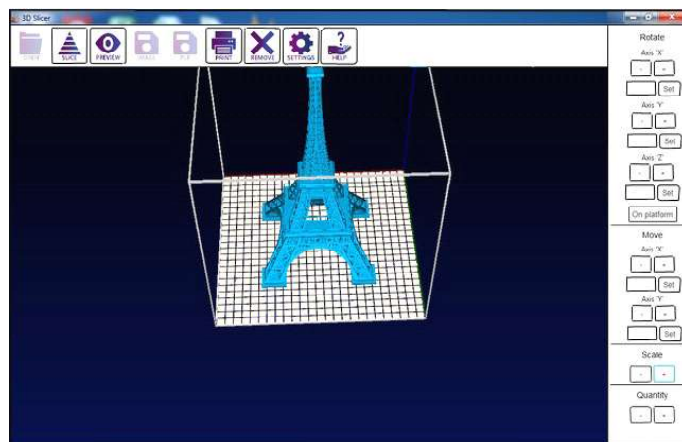 3D Slicer
SLICE
PREVIEW
PRINT
REMOVE
SETTINGS
HELP
Rotate
Axis 'X'
- +
Set
Axis 'Y'
- +
Set
Axis 'Z'
- +
Set
On platform
Move
Axis 'X'
- +
Set
Axis 'Y'
Set
Scale
- +
Quantity
- +